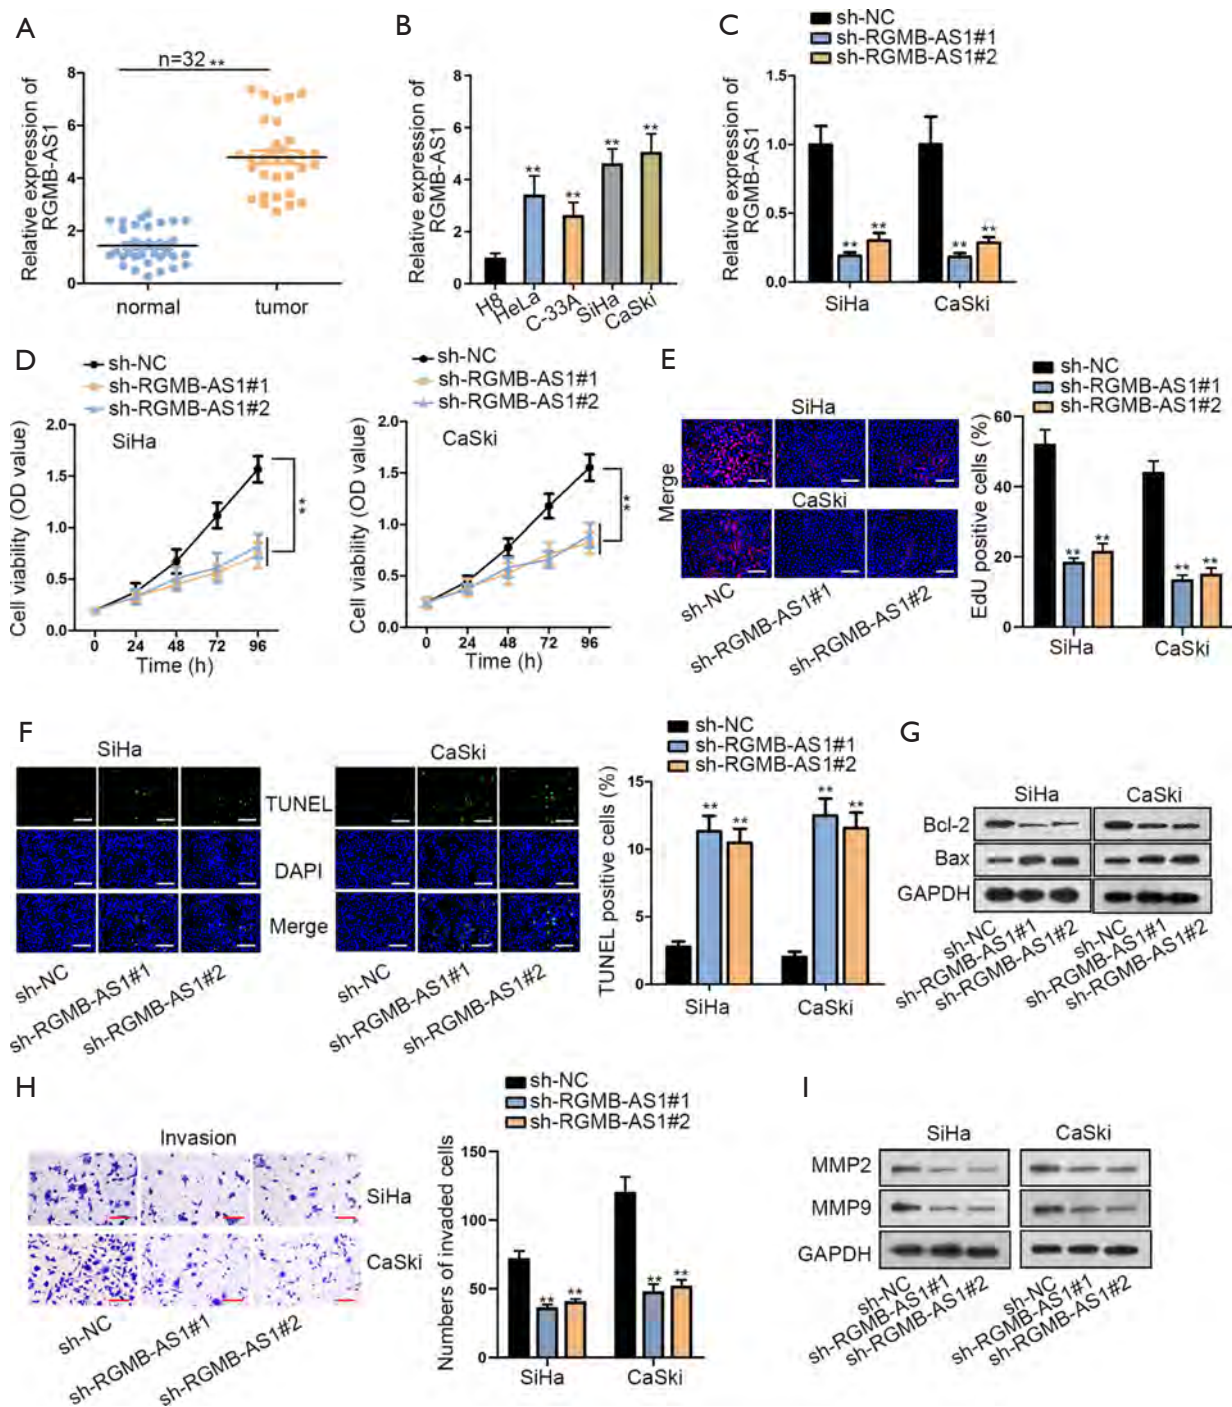 A
n=32 **
Relative expression of
RGMB-AS1
8
6
4
2
0
normal
tumor
B
Relative expression of
RGMB-AS1
8
6
4
2
0
**
**
**
**
H8
HeLa
C-33A
SiHa
CaSki
C
sh-NC
sh-RGMB-AS1#1
sh-RGMB-AS1#2
Relative expression of
RGMB-AS1
1.5
1.0
0.5
0.0
**
**
**
**
SiHa
CaSki
D
sh-NC
sh-RGMB-AS1#1
sh-RGMB-AS1#2
SiHa
Cell viability (OD value)
2.0
1.5
1.0
0.5
0.0
**
0
24
48
72
96
Time (h)
sh-NC
sh-RGMB-AS1#1
sh-RGMB-AS1#2
CaSki
Cell viability (OD value)
2.0
1.5
1.0
0.5
0.0
**
0
24
48
72
96
Time (h)
E
SiHa
CaSki
Merge
sh-NC
sh-RGMB-AS1#1
sh-RGMB-AS1#2
sh-NC
sh-RGMB-AS1#1
sh-RGMB-AS1#2
EdU positive cells (%)
60
40
20
0
**
**
**
**
SiHa
CaSki
F
SiHa
CaSki
TUNEL
DAPI
Merge
sh-NC
sh-RGMB-AS1#1
sh-RGMB-AS1#2
sh-NC
sh-RGMB-AS1#1
sh-RGMB-AS1#2
sh-NC
sh-RGMB-AS1#1
sh-RGMB-AS1#2
TUNEL positive cells (%)
15
10
5
0
**
**
**
**
SiHa
CaSki
G
SiHa
CaSki
Bcl-2
Bax
GAPDH
sh-NC
sh-RGMB-AS1#1
sh-RGMB-AS1#2
sh-NC
sh-RGMB-AS1#1
sh-RGMB-AS1#2
H
Invasion
SiHa
CaSki
sh-NC
sh-RGMB-AS1#1
sh-RGMB-AS1#2
sh-NC
sh-RGMB-AS1#1
sh-RGMB-AS1#2
Numbers of invaded cells
150
100
50
0
**
**
**
**
SiHa
CaSki
I
SiHa
CaSki
MMP2
MMP9
GAPDH
sh-NC
sh-RGMB-AS1#1
sh-RGMB-AS1#2
sh-NC
sh-RGMB-AS1#1
sh-RGMB-AS1#2